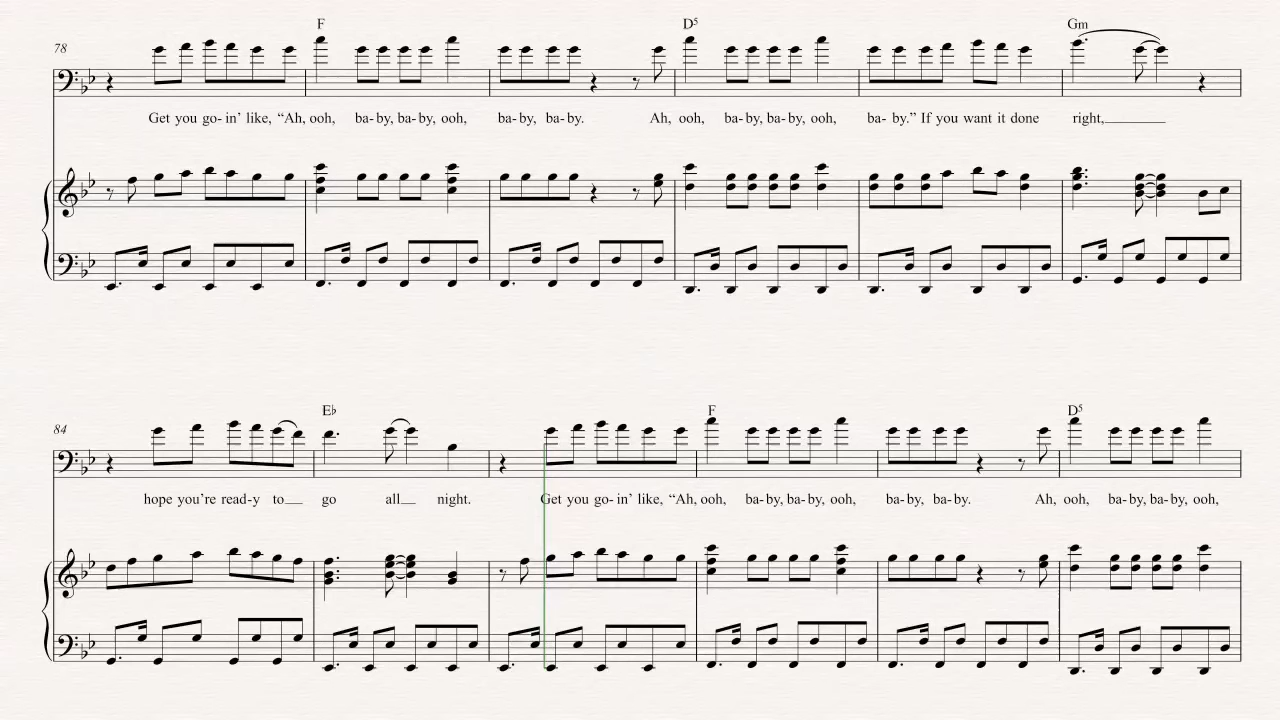 F D5 Gm
78
Get you go- in’ like, “Ah, ooh, ba- by, ba- by, ooh, ba- by, ba- by. Ah, ooh, ba- by, ba- by, ooh, ba- by.” If you want it done right,
E♭ F D5
84
hope you’re read-y to go all night. Get you go- in’ like, “Ah, ooh, ba- by, ba- by, ooh, ba- by, ba- by. Ah, ooh, ba- by, ba- by, ooh,